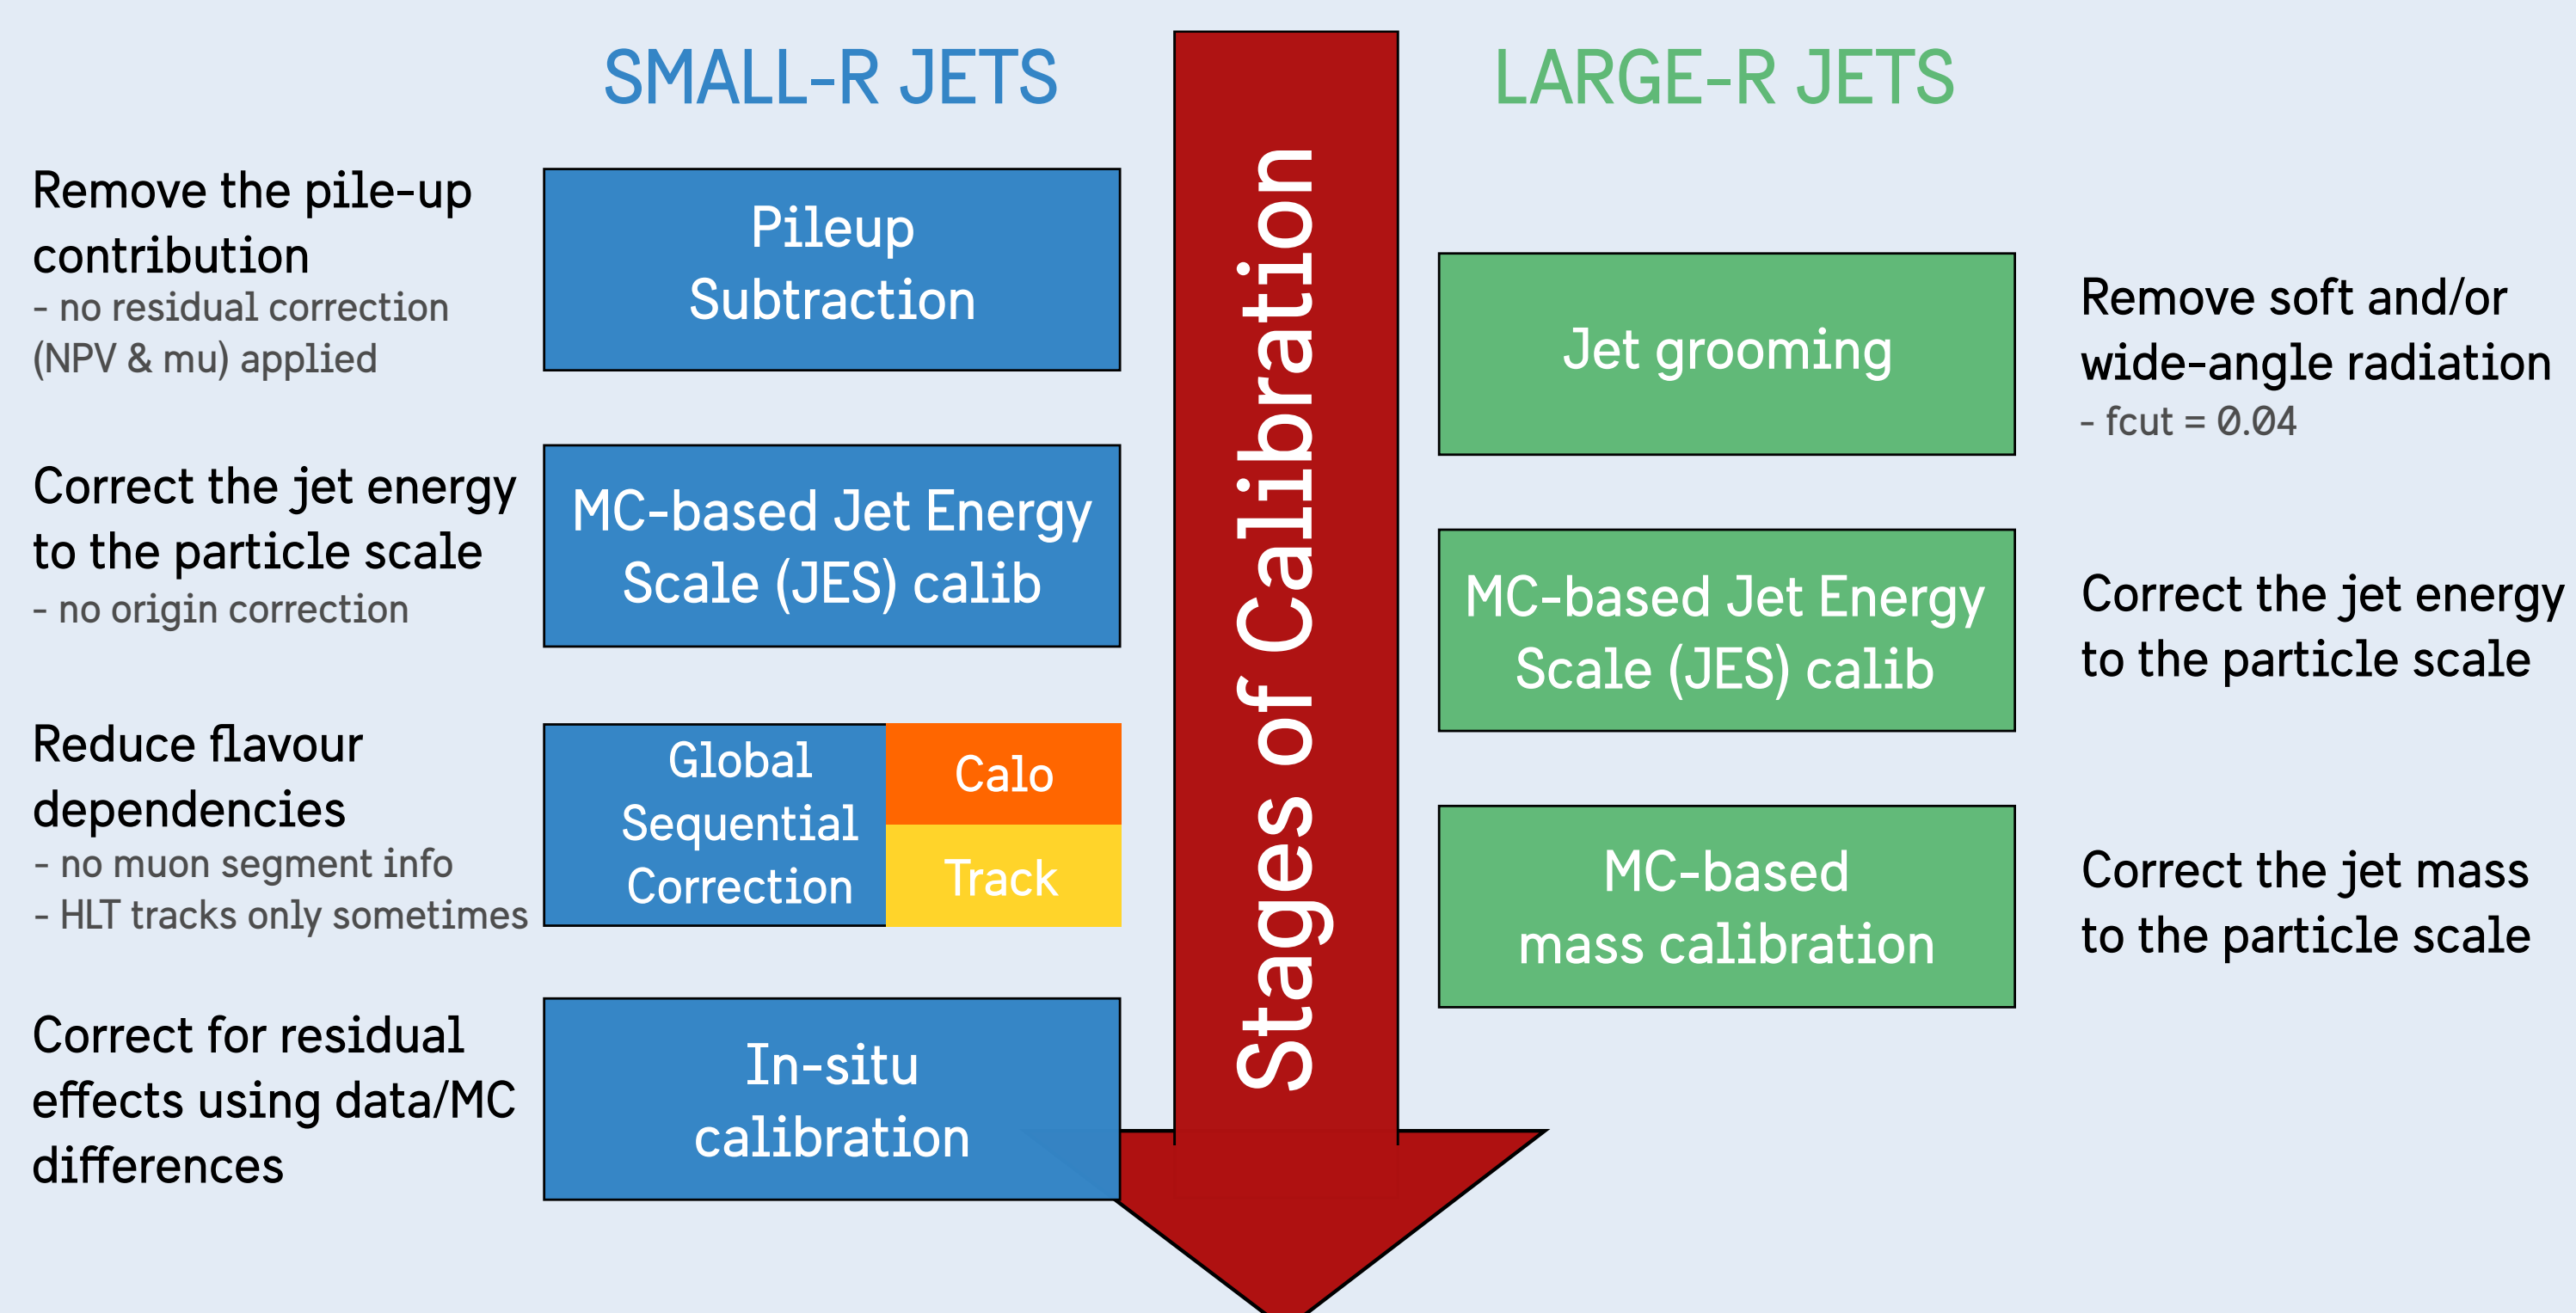 SMALL-R JETS
LARGE-R JETS
Stages of Calibration
Remove the pile-up
contribution
- no residual correction
(NPV & mu) applied
Pileup
Subtraction
Correct the jet energy
to the particle scale
- no origin correction
MC-based Jet Energy
Scale (JES) calib
Reduce flavour
dependencies
- no muon segment info
- HLT tracks only sometimes
Global
Sequential
Correction
Calo
Track
Correct for residual
effects using data/MC
differences
In-situ
calibration
Jet grooming
Remove soft and/or
wide-angle radiation
- fcut = 0.04
MC-based Jet Energy
Scale (JES) calib
Correct the jet energy
to the particle scale
MC-based
mass calibration
Correct the jet mass
to the particle scale